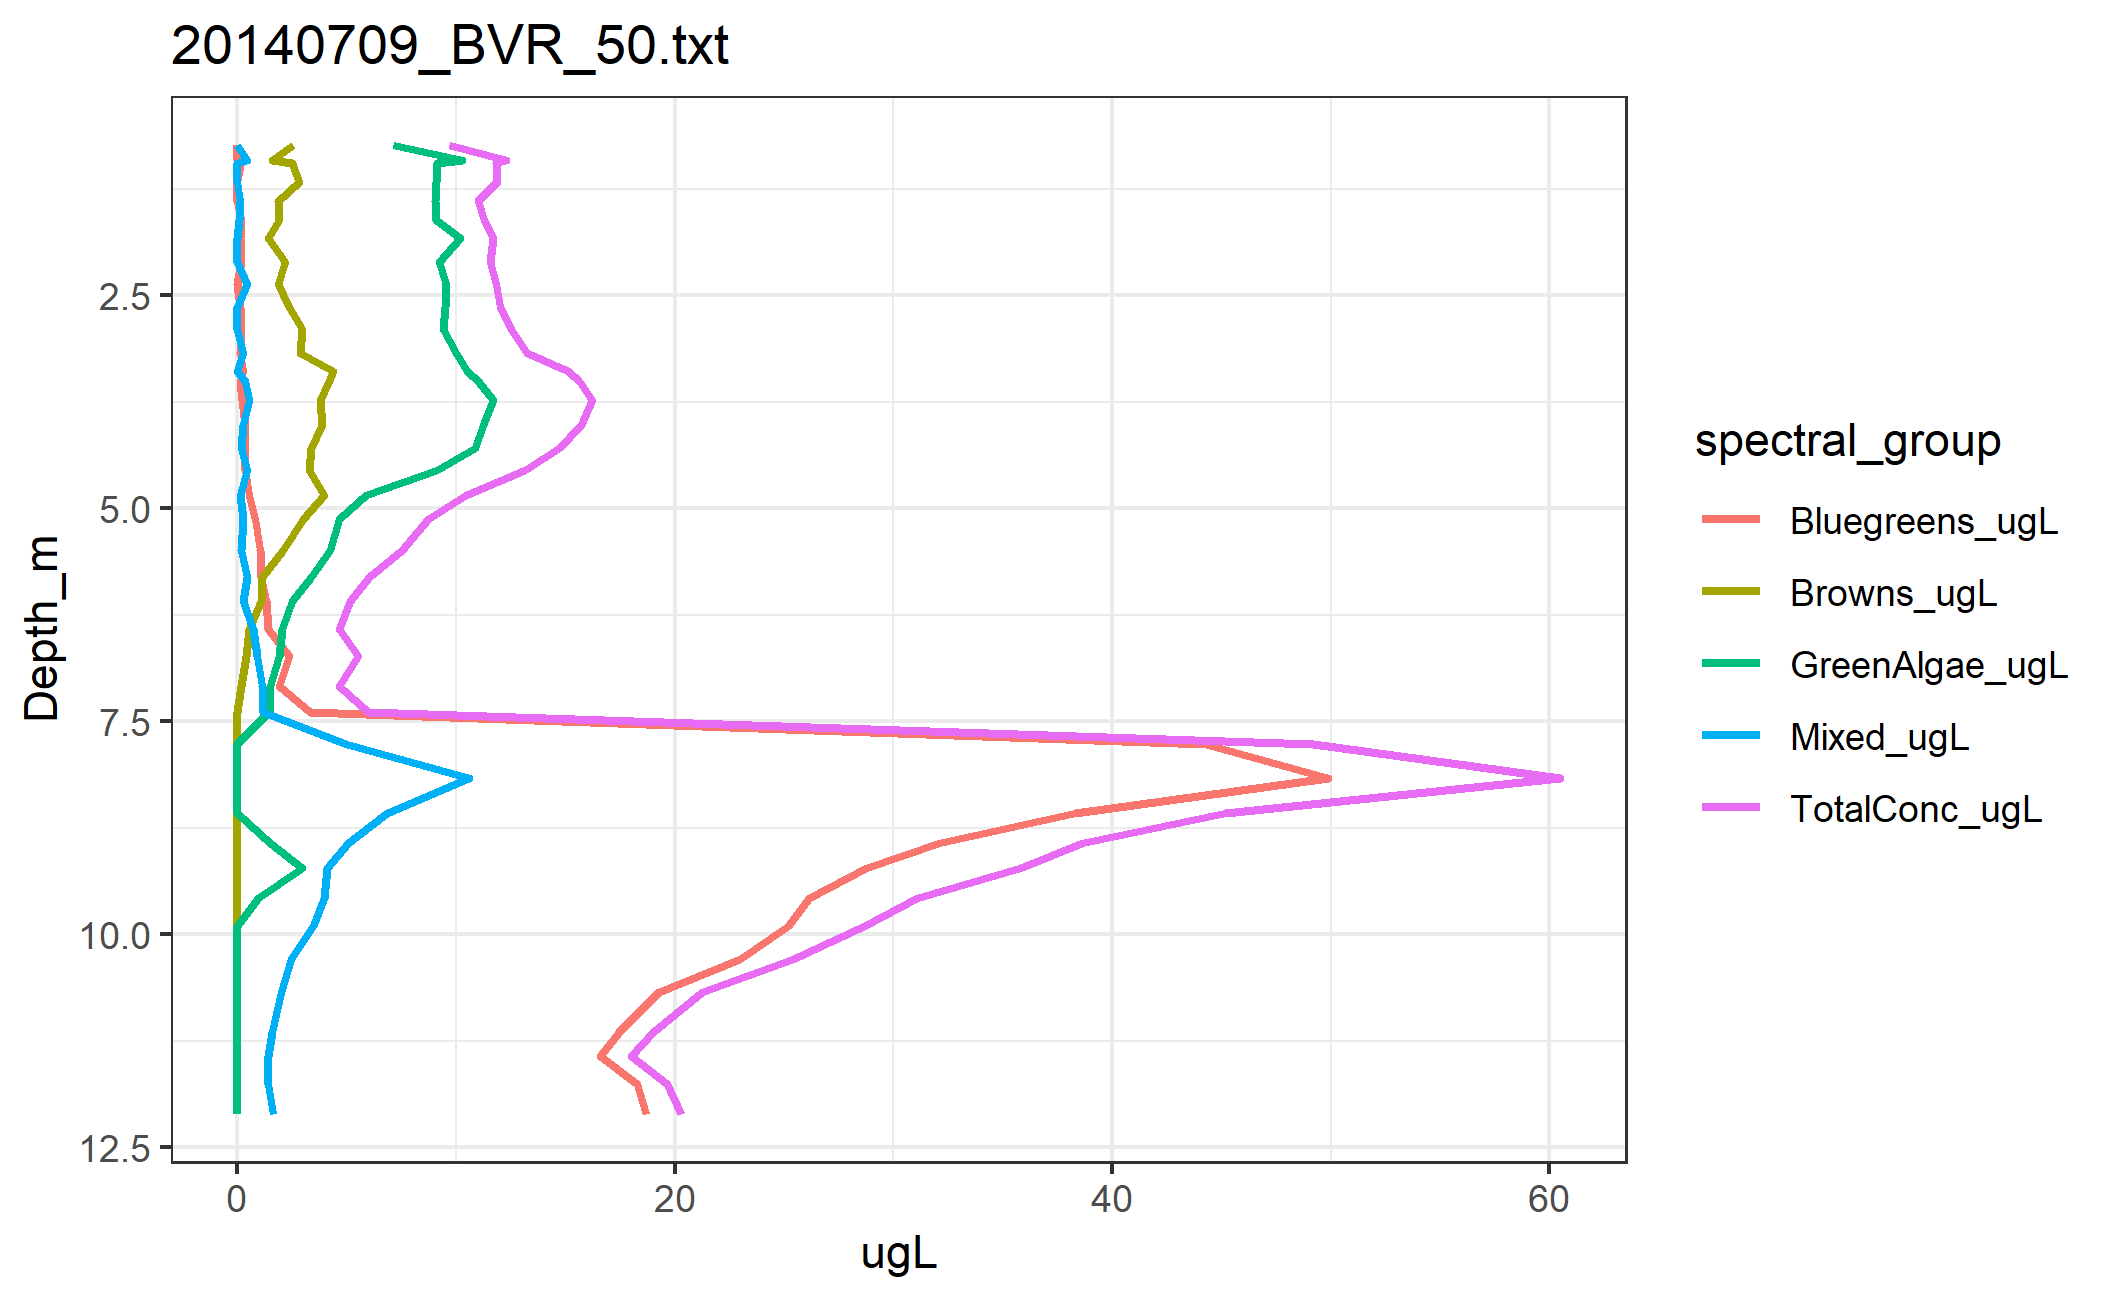 20140709_BVR_50.txt
Depth_m
2.5
5.0
7.5
10.0
12.5
0
20
40
60
ugL
spectral_group
Bluegreens_ugL
Browns_ugL
GreenAlgae_ugL
Mixed_ugL
TotalConc_ugL